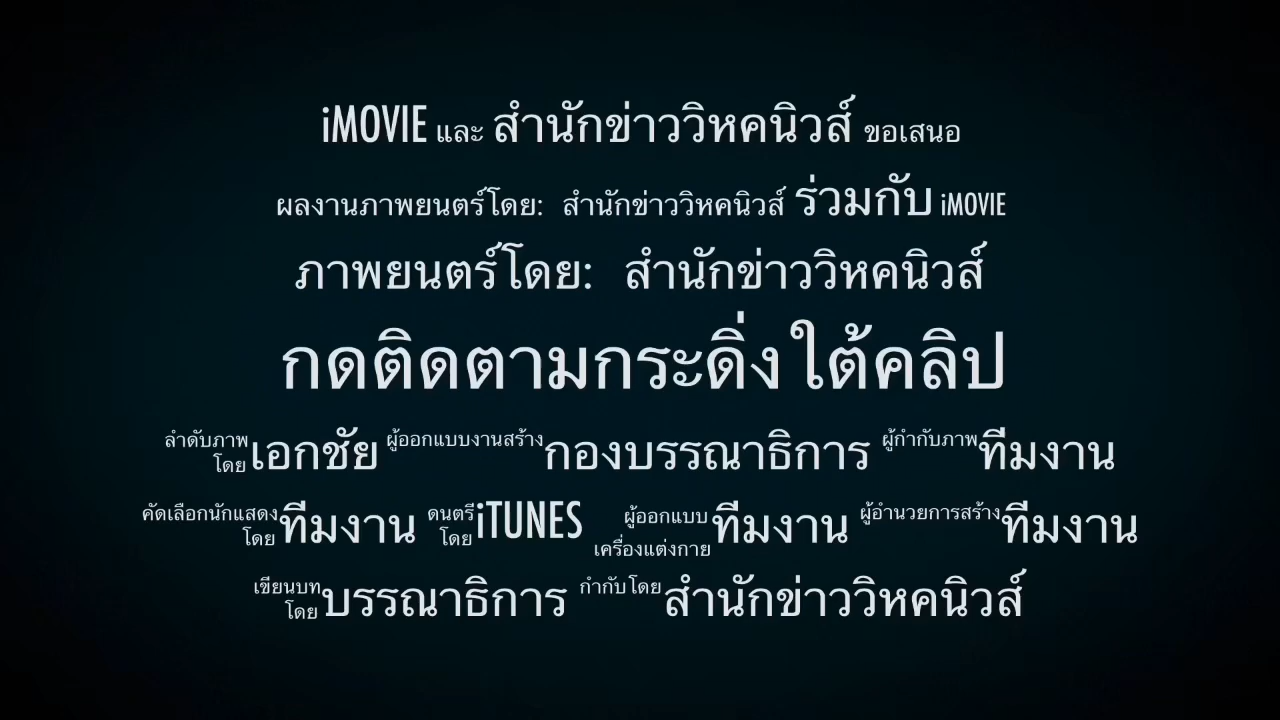 iMOVIE และ สำนักข่าววิหคนิวส์ ขอเสนอ
ผลงานภาพยนตร์โดย: สำนักข่าววิหคนิวส์ ร่วมกับ iMOVIE
ภาพยนตร์โดย: สำนักข่าววิหคนิวส์
กดติดตามกระดิ่ง ใต้คลิป
ลำดับภาพโดย เอกชัย ผู้ออกแบบงานสร้าง กองบรรณาธิการ ผู้กำกับภาพ ทีมงาน
คัดเลือกนักแสดงโดย ทีมงาน ดนตรีโดย iTUNES ผู้ออกแบบเครื่องแต่งกาย ทีมงาน ผู้อำนวยการสร้าง ทีมงาน
เขียนบทโดย บรรณาธิการ กำกับโดย สำนักข่าววิหคนิวส์